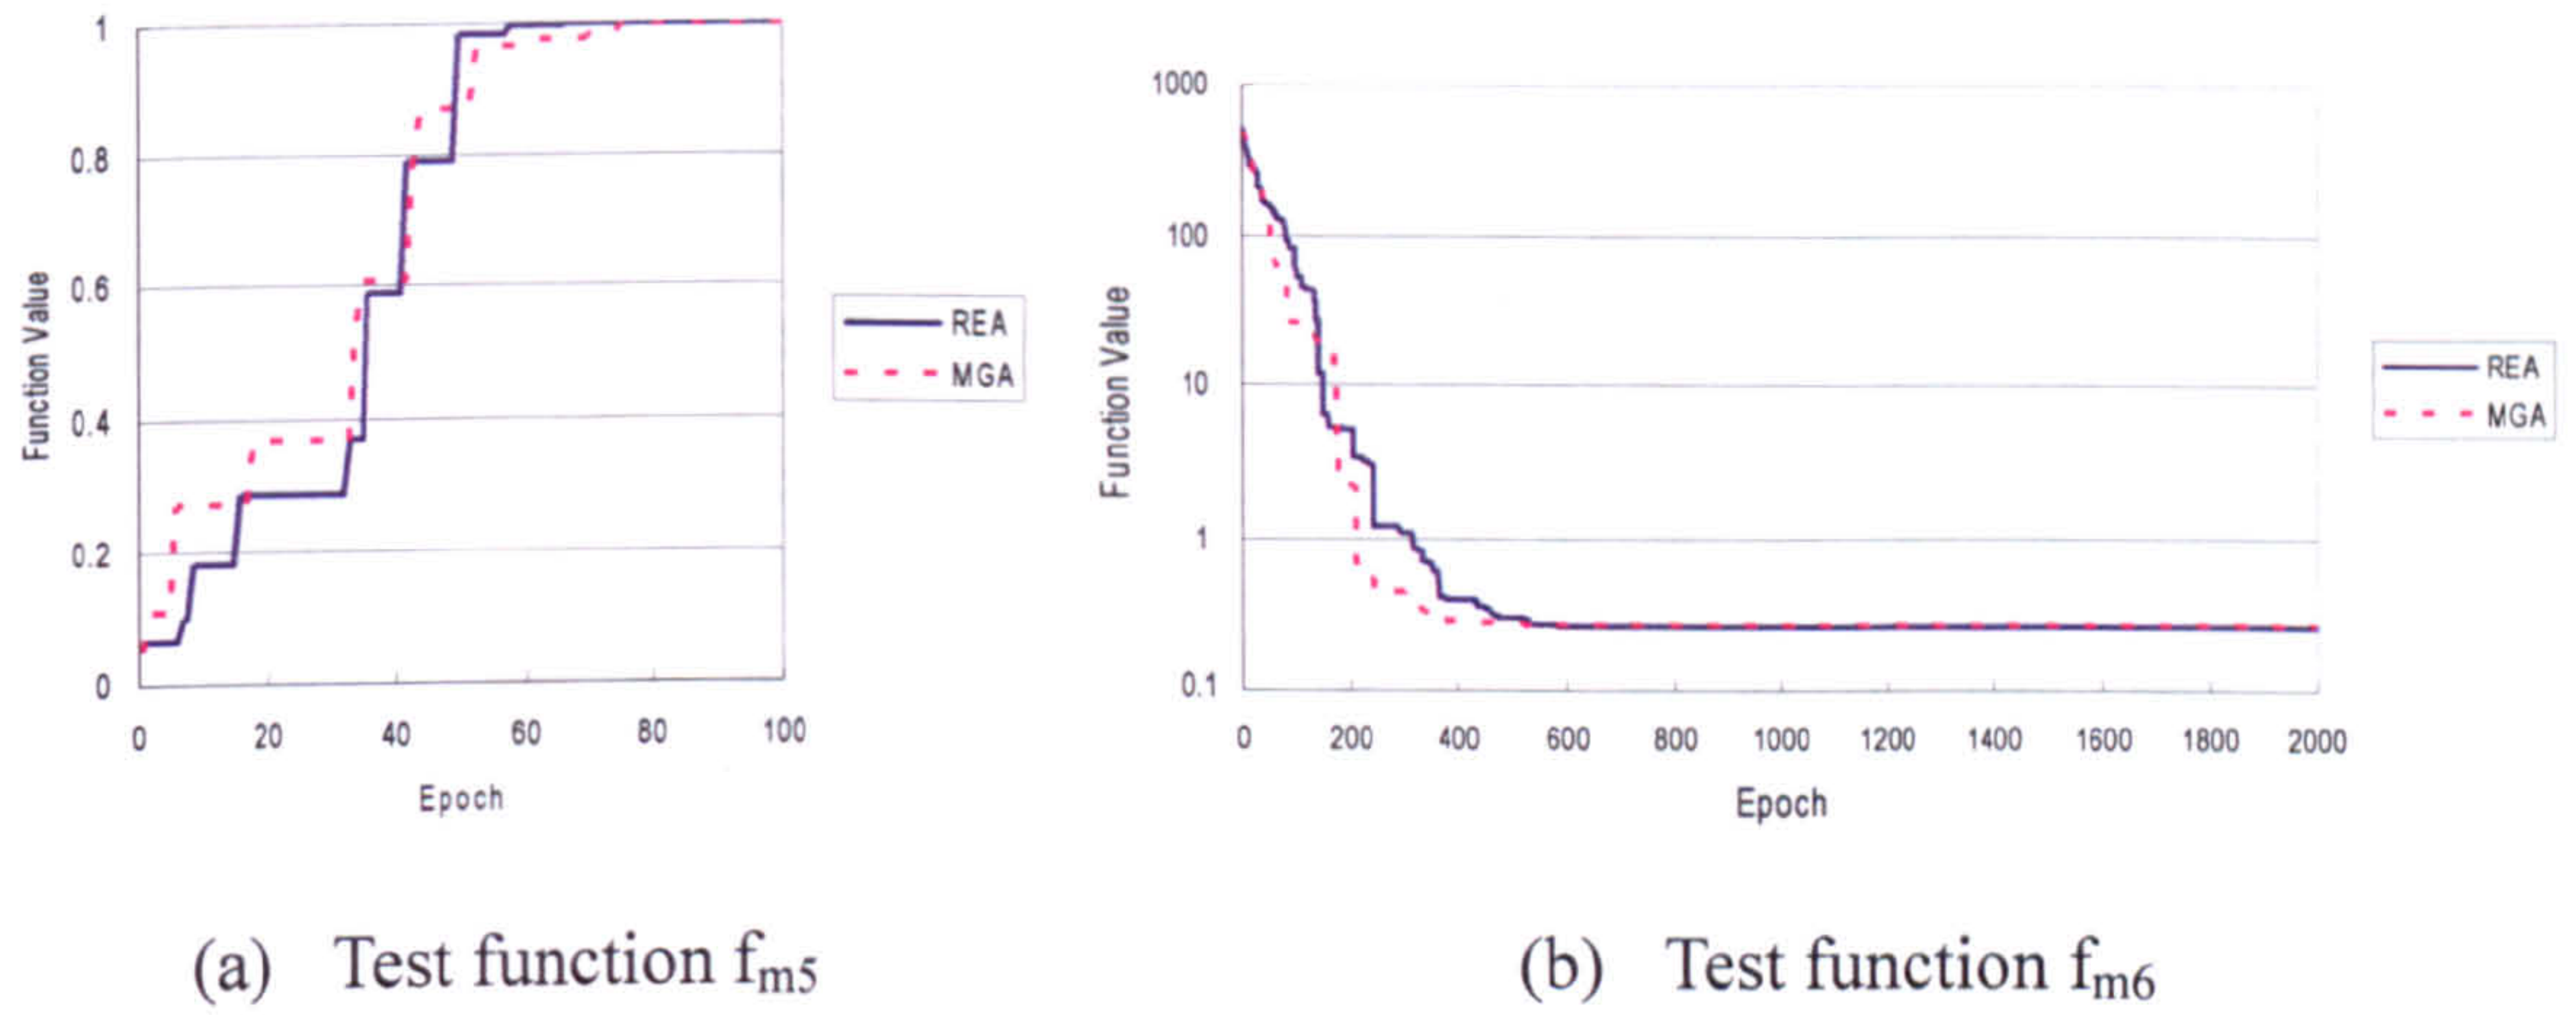 1
0.8
0.6
0.4
0.2
0
Function Value
0 20 40 60 80 100
Epoch
REA
MGA
(a) Test function fm5
1000
100
10
1
0.1
Function Value
0 200 400 600 800 1000 1200 1400 1600 1800 2000
Epoch
REA
MGA
(b) Test function fm6